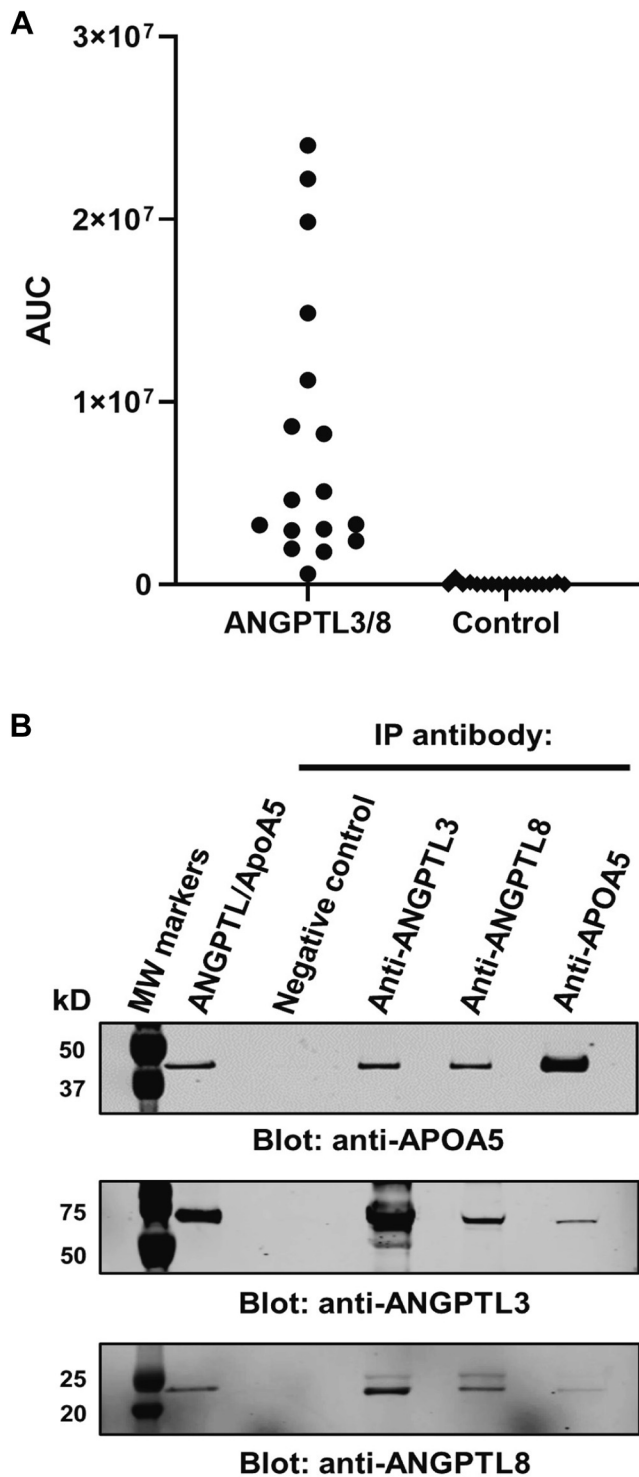 A
3×10⁷
2×10⁷
1×10⁷
0
AUC
ANGPTL3/8 Control
B
IP antibody:
MW markers
ANGPTL/ApoA5
Negative control
Anti-ANGPTL3
Anti-ANGPTL8
Anti-APOA5
kD
50
37
Blot: anti-APOA5
75
50
Blot: anti-ANGPTL3
25
20
Blot: anti-ANGPTL8